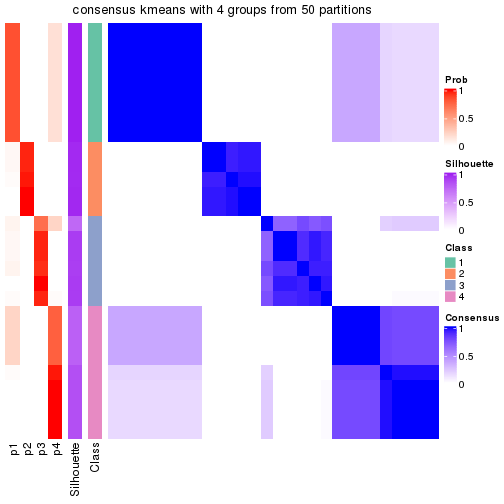 consensus kmeans with 4 groups from 50 partitions
Prob
1
0.5
0
Silhouette
1
0.5
0
Class
1
2
3
4
Consensus
1
0.5
0
p1
p2
p3
p4
Silhouette
Class